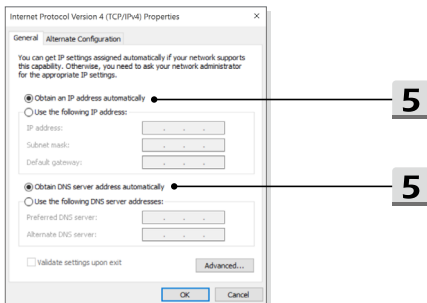 Internet Protocol Version 4 (TCP/IPv4) Properties
General Alternate Configuration
You can get IP settings assigned automatically if your network supports
this capability. Otherwise, you need to ask your network administrator
for the appropriate IP settings.
Obtain an IP address automatically
5
Use the following IP address:
IP address:
Subnet mask:
Default gateway:
Obtain DNS server address automatically
5
Use the following DNS server addresses:
Preferred DNS server:
Alternate DNS server:
Validate settings upon exit
Advanced...
OK Cancel